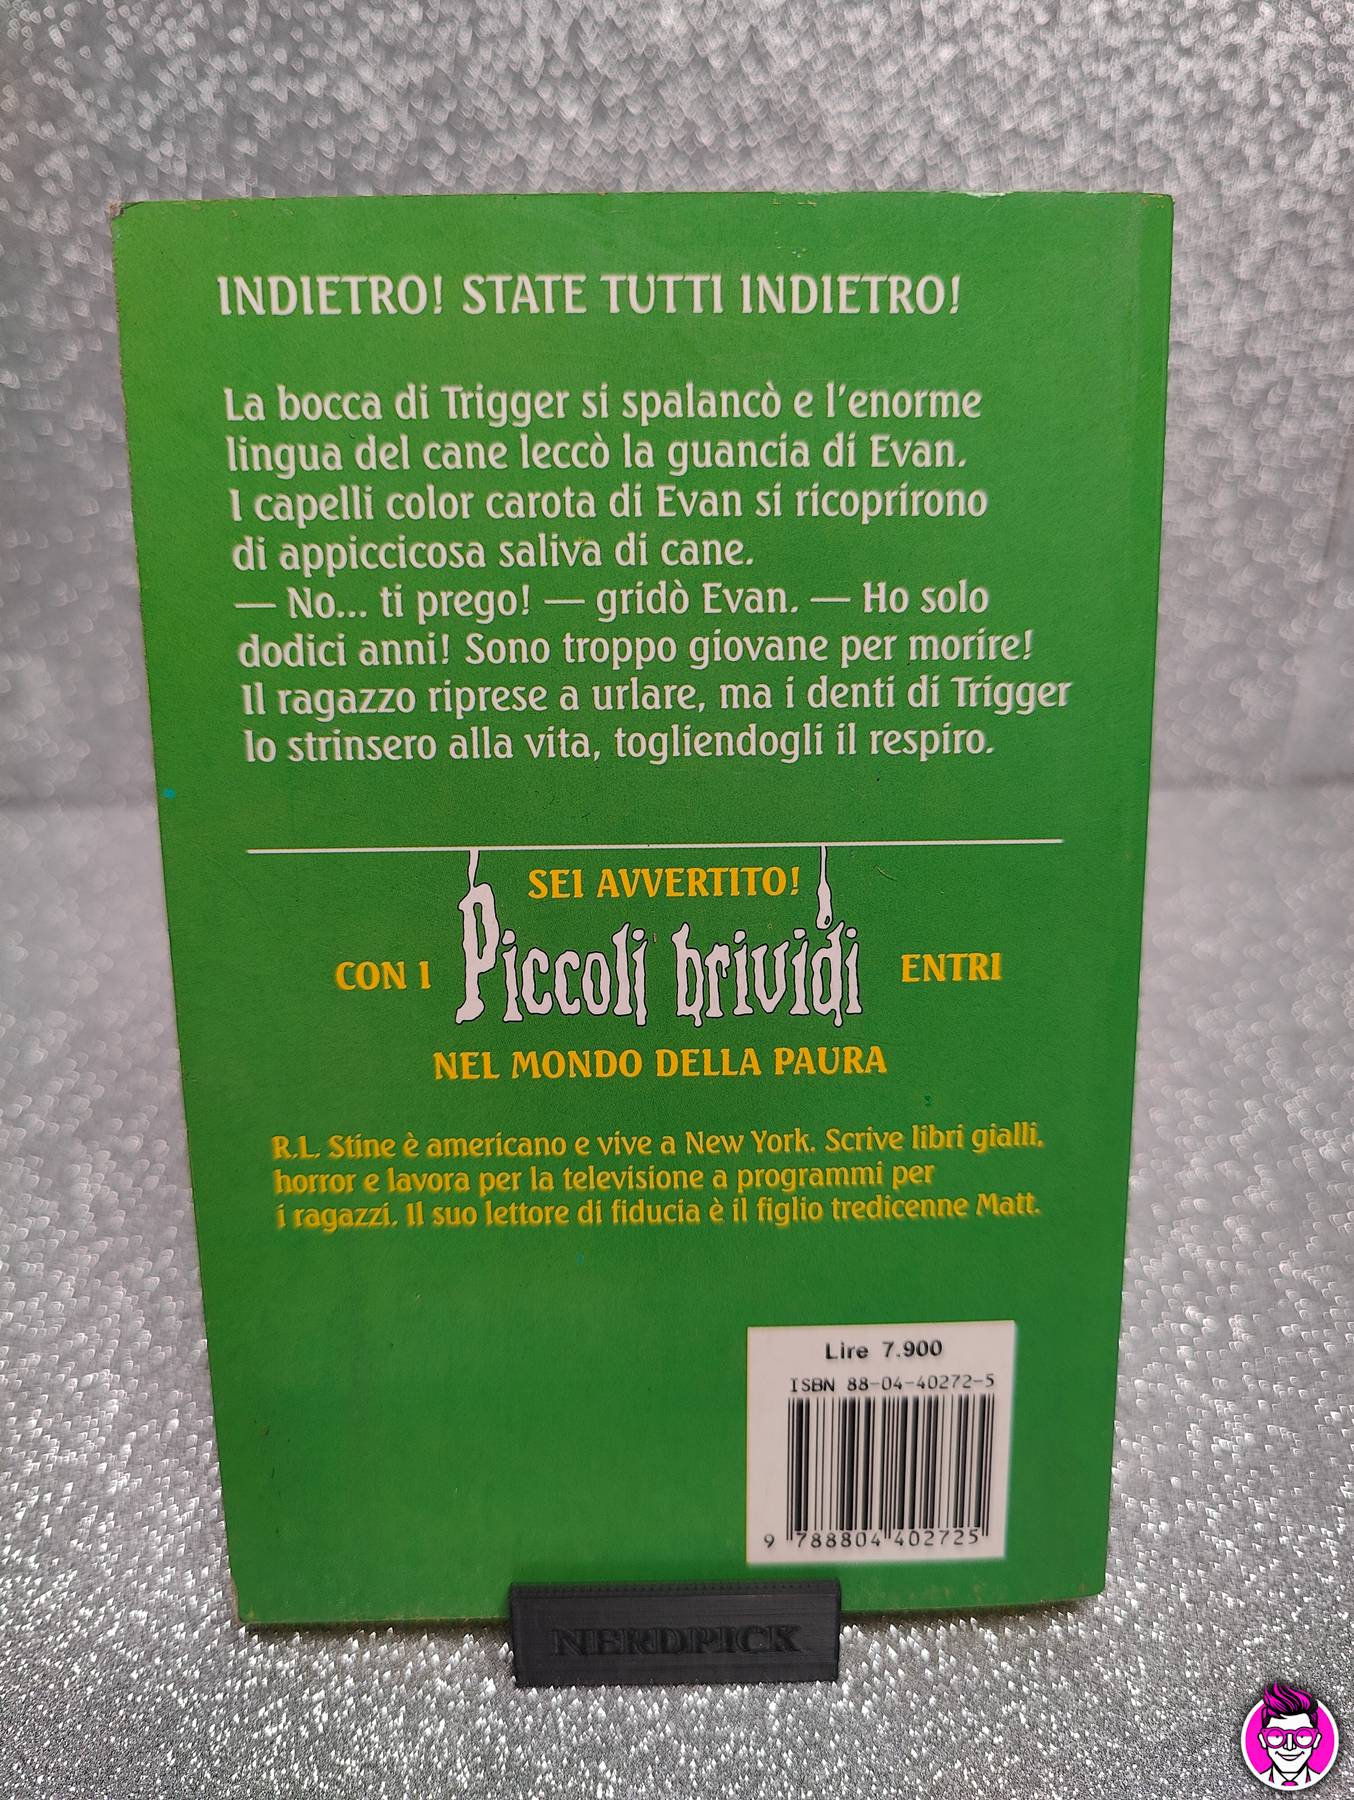 INDIETRO! STATE TUTTI INDIETRO!
La bocca di Trigger si spalancò e l'enorme
lingua del cane leccò la guancia di Evan.
I capelli color carota di Evan si ricoprirono
di appiccicosa saliva di cane.
— No... ti prego! — gridò Evan. — Ho solo
dodici anni! Sono troppo giovane per morire!
Il ragazzo riprese a urlare, ma i denti di Trigger
lo strinsero alla vita, togliendogli il respiro.
SEI AVVERTITO!
CON I Piccoli brividi ENTRI
NEL MONDO DELLA PAURA
R.L. Stine è americano e vive a New York. Scrive libri gialli,
horror e lavora per la televisione a programmi per
i ragazzi. Il suo lettore di fiducia è il figlio tredicenne Matt.
Lire 7.900
ISBN 88-04-40272-5
9 788804 402725
NERDPICK